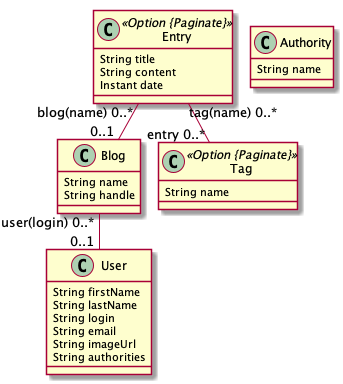 C «Option {Paginate}»
Entry
String title
String content
Instant date
C Authority
String name
blog(name) 0..*
tag(name) 0..*
0..1
entry 0..*
C Blog
String name
String handle
C «Option {Paginate}»
Tag
String name
user(login) 0..*
0..1
C User
String firstName
String lastName
String login
String email
String imageUrl
String authorities